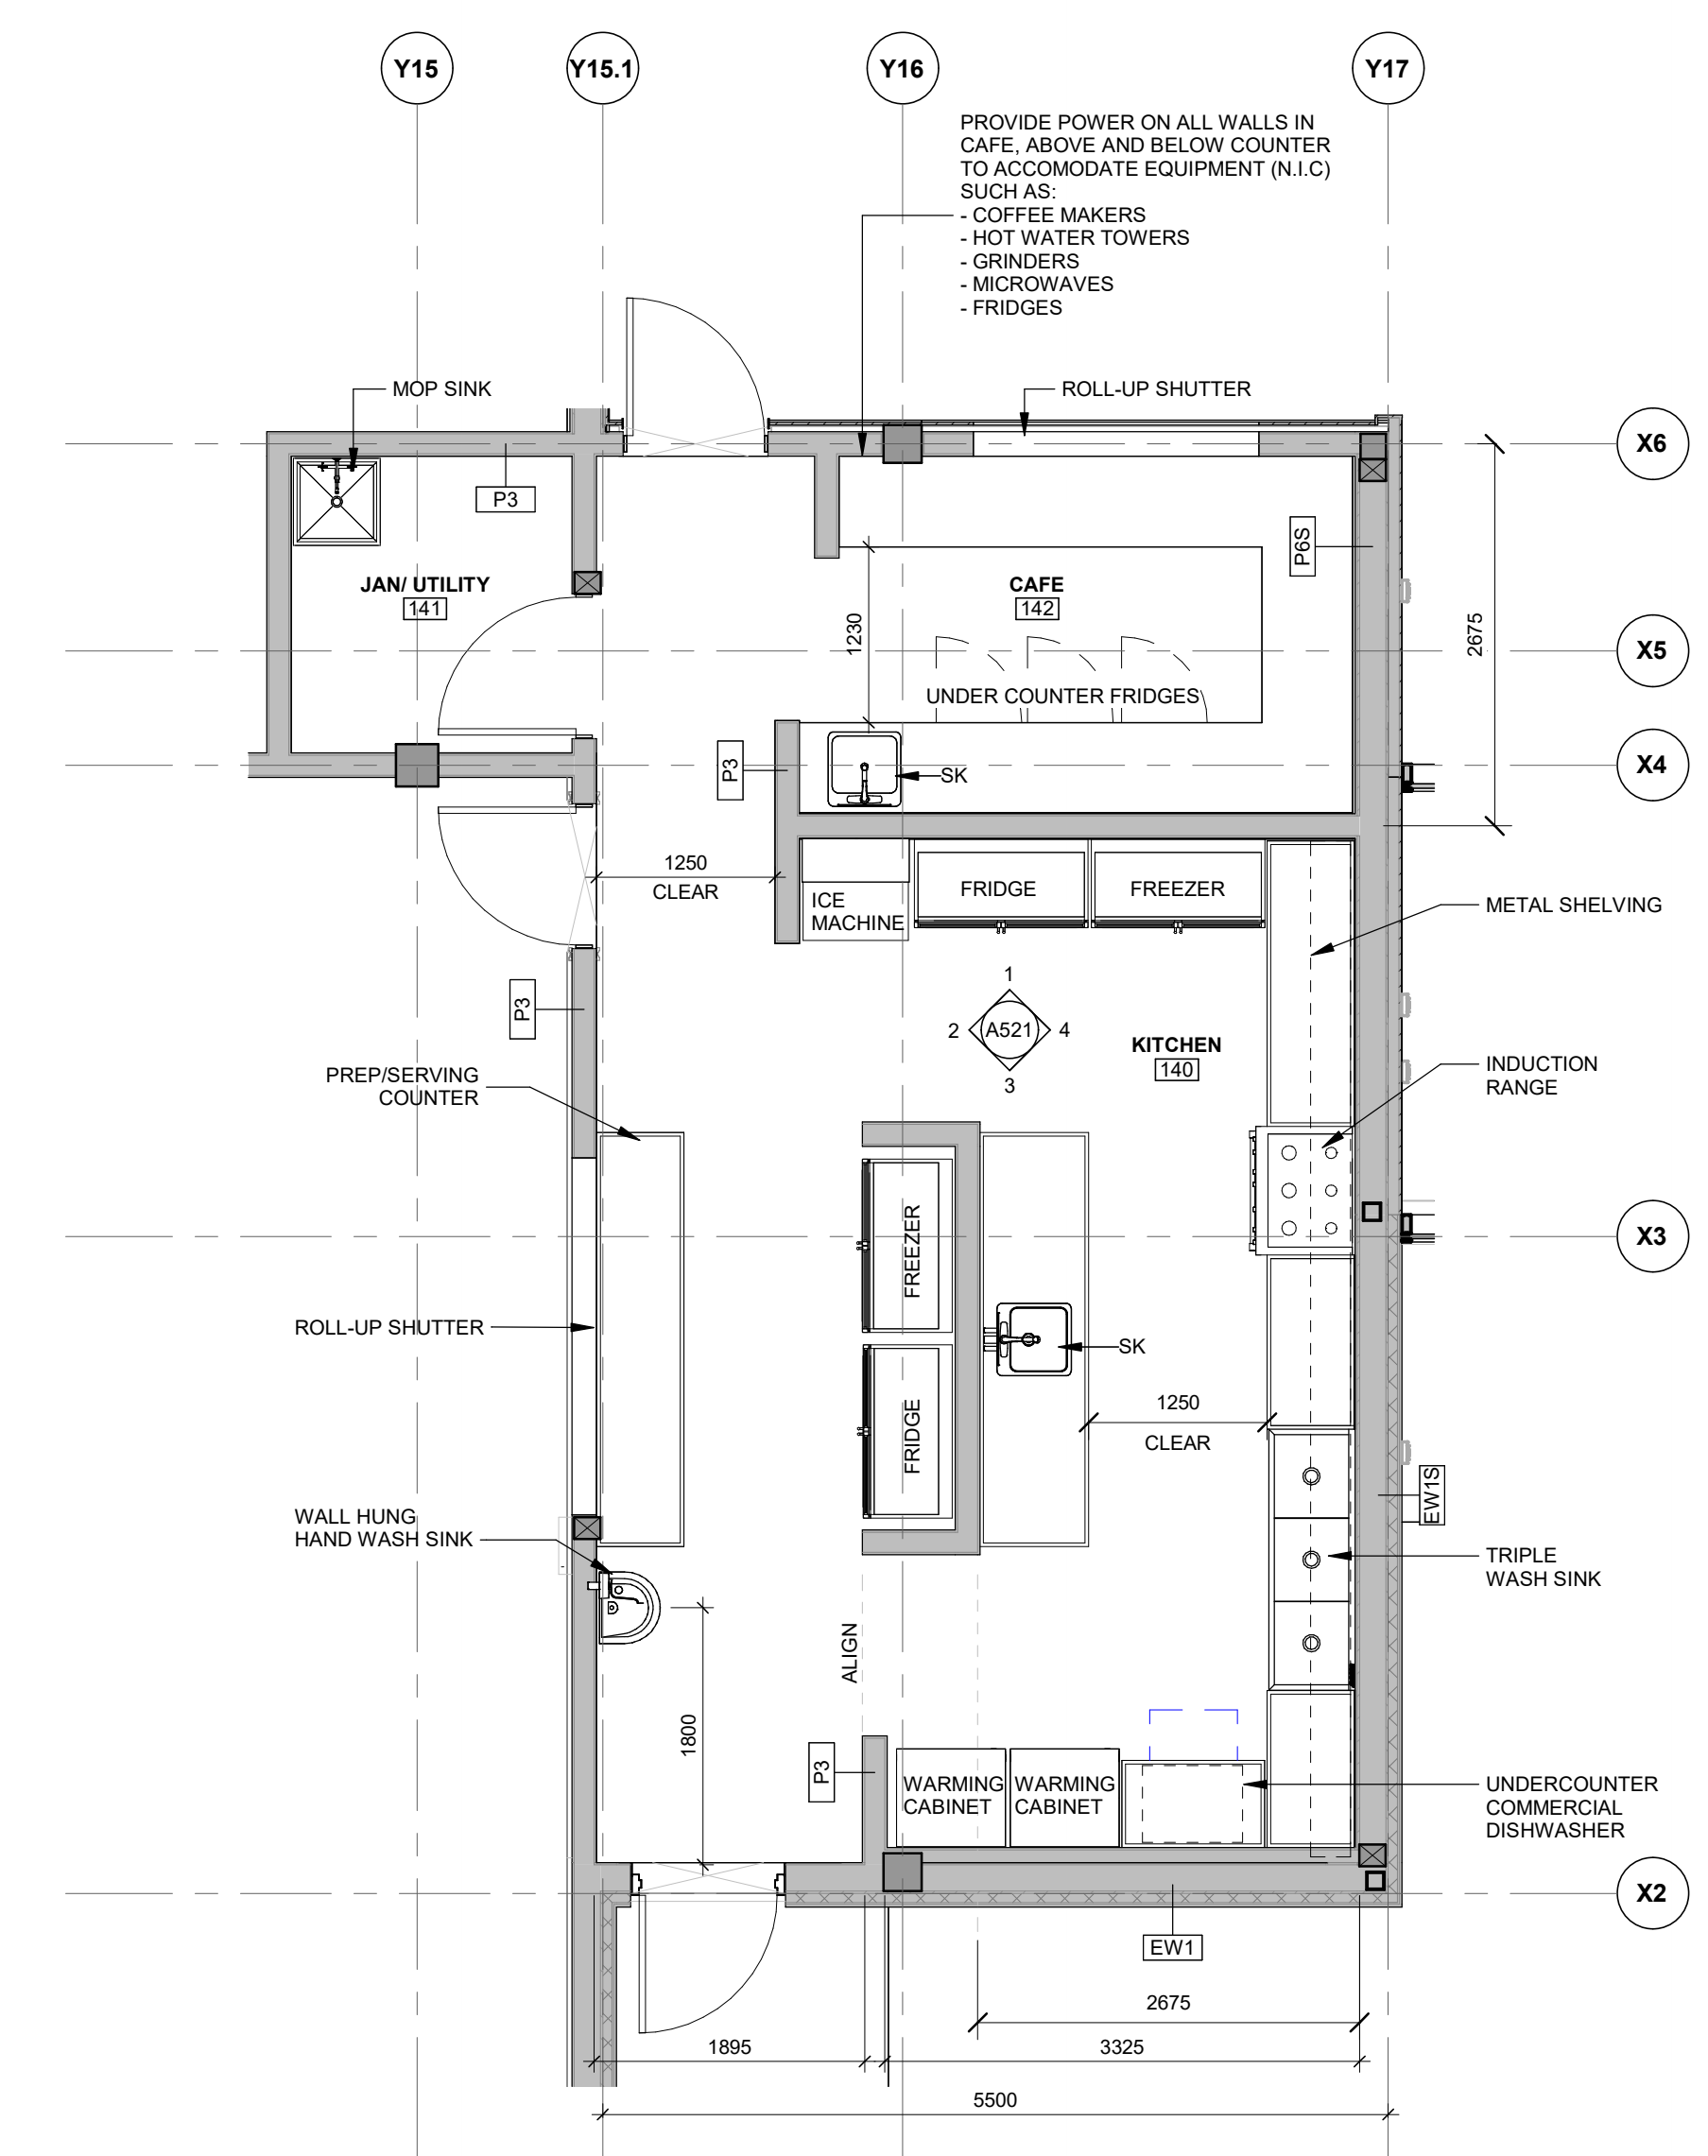 Y15
Y15.1
Y16
Y17
PROVIDE POWER ON ALL WALLS IN
CAFE, ABOVE AND BELOW COUNTER
TO ACCOMODATE EQUIPMENT (N.I.C)
SUCH AS:
- COFFEE MAKERS
- HOT WATER TOWERS
- GRINDERS
- MICROWAVES
- FRIDGES
MOP SINK
ROLL-UP SHUTTER
X6
P3
P6S
JAN/ UTILITY
141
CAFE
142
1230
2675
X5
UNDER COUNTER FRIDGES
X4
P3
SK
1250
CLEAR
ICE
MACHINE
FRIDGE
FREEZER
METAL SHELVING
P3
1
2
A521
4
3
KITCHEN
140
PREP/SERVING
COUNTER
INDUCTION
RANGE
FREEZER
X3
ROLL-UP SHUTTER
SK
FRIDGE
1250
CLEAR
EW1S
WALL HUNG
HAND WASH SINK
TRIPLE
WASH SINK
ALIGN
1800
P3
WARMING
CABINET
WARMING
CABINET
UNDERCOUNTER
COMMERCIAL
DISHWASHER
X2
EW1
2675
1895
3325
5500